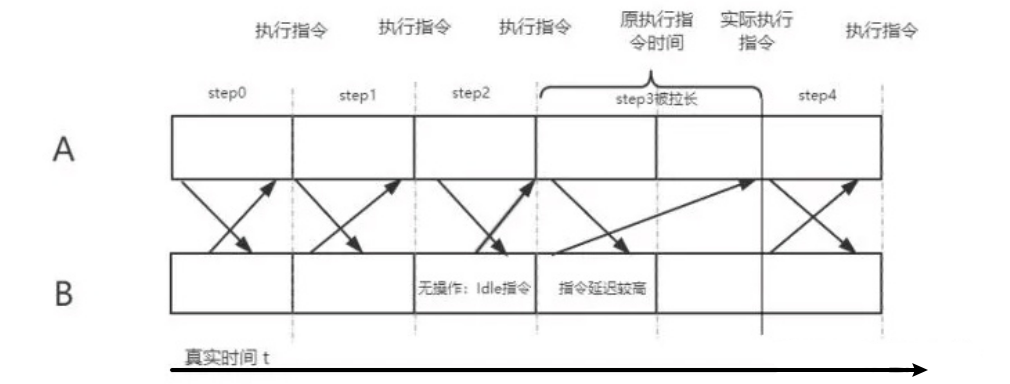 执行指令
执行指令
执行指令
原执行指
令时间
实际执行
指令
执行指令
step0
step1
step2
step3被拉长
step4
A
B
无操作：Idle指令
指令延迟较高
真实时间 t